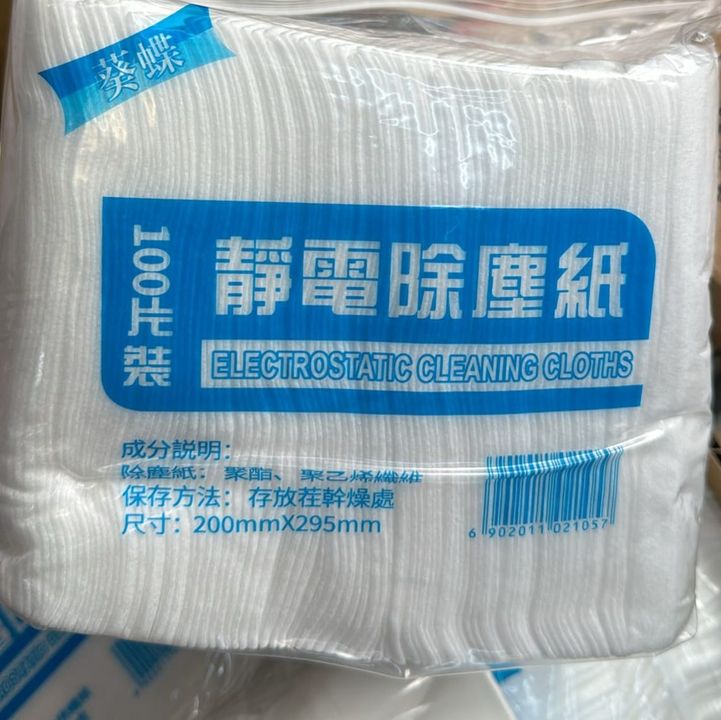 葵蝶
100片裝
靜電除塵紙
ELECTROSTATIC CLEANING CLOTHS
成分説明：
除塵紙：聚酯、聚乙烯纖維
保存方法：存放茬幹燥處
尺寸：200mmX295mm
6 902011 021057